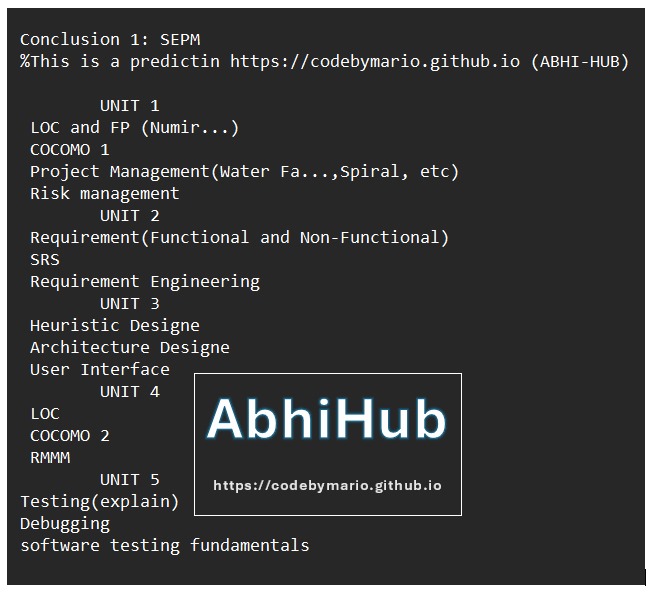 Conclusion 1: SEPM
%This is a predictin https://codebymario.github.io (ABHI-HUB)
UNIT 1
LOC and FP (Numir...)
COCOMO 1
Project Management(Water Fa...,Spiral, etc)
Risk management
UNIT 2
Requirement(Functional and Non-Functional)
SRS
Requirement Engineering
UNIT 3
Heuristic Designe
Architecture Designe
User Interface
UNIT 4
LOC
COCOMO 2
RMMM
UNIT 5
Testing(explain)
Debugging
software testing fundamentals
AbhiHub
https://codebymario.github.io